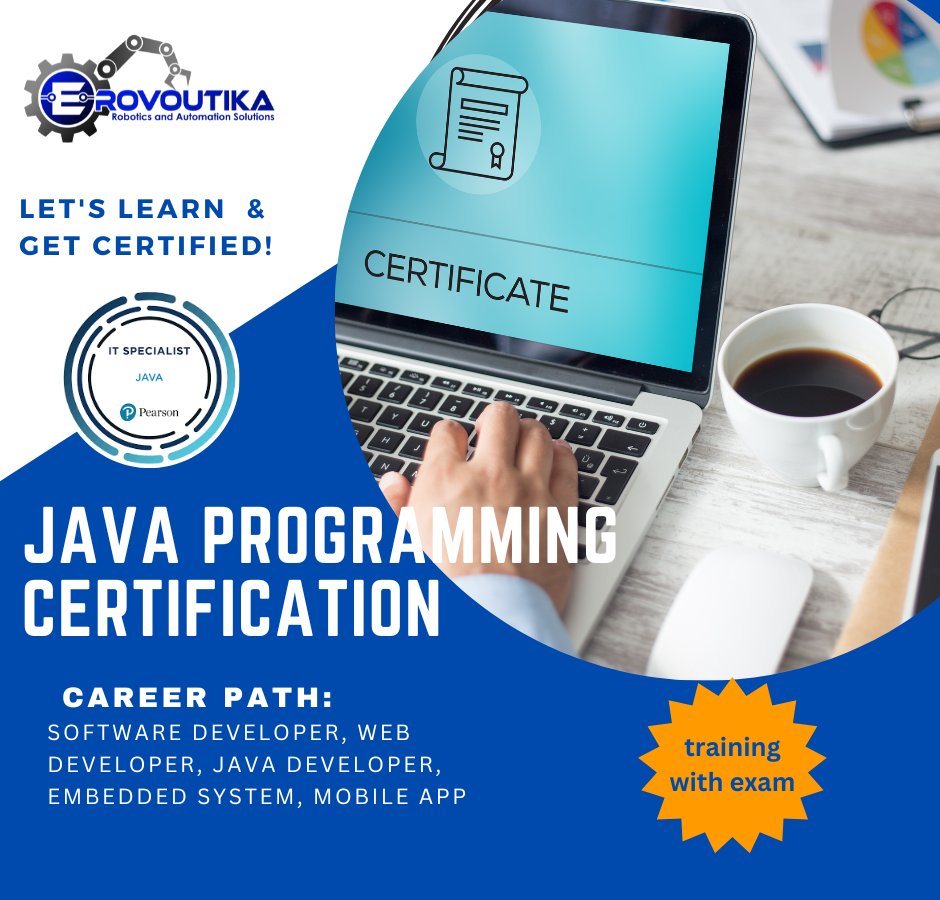 EROVOUTIKA
Robotics and Automation Solutions
LET'S LEARN &
GET CERTIFIED!
IT SPECIALIST
JAVA
Pearson
CERTIFICATE
JAVA PROGRAMMING
CERTIFICATION
CAREER PATH:
SOFTWARE DEVELOPER, WEB
DEVELOPER, JAVA DEVELOPER,
EMBEDDED SYSTEM, MOBILE APP
training
with exam